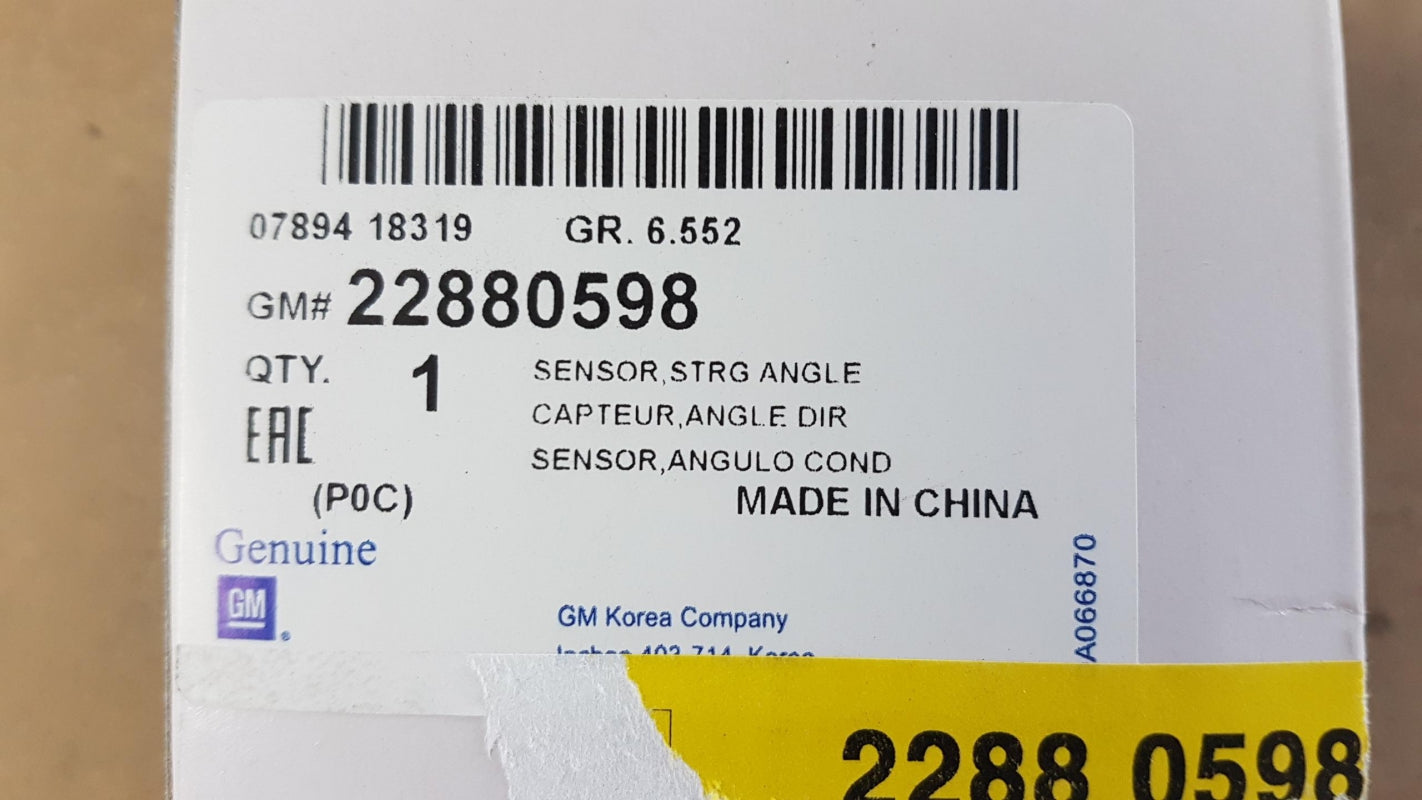 07894 18319 GR. 6.552
GM# 22880598
QTY. 1 SENSOR,STRG ANGLE
CAPTEUR,ANGLE DIR
EAC SENSOR,ANGULO COND
(P0C) MADE IN CHINA
Genuine
GM
GM Korea Company
A066870
2288 0598